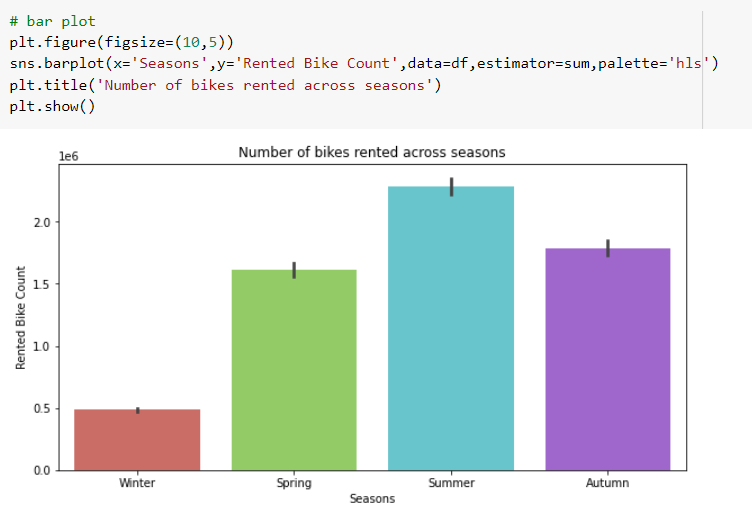 # bar plot
plt.figure(figsize=(10,5))
sns.barplot(x='Seasons',y='Rented Bike Count',data=df,estimator=sum,palette='hls')
plt.title('Number of bikes rented across seasons')
plt.show()
Number of bikes rented across seasons
1e6
2.0
1.5
1.0
0.5
0.0
Rented Bike Count
Winter Spring Summer Autumn
Seasons